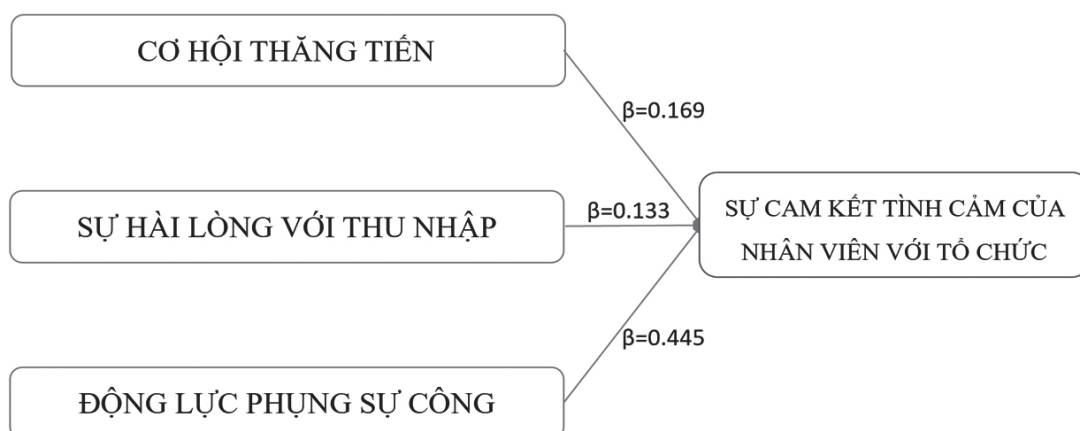 CƠ HỘI THĂNG TIẾN
β=0.169
SỰ HÀI LÒNG VỚI THU NHẬP
β=0.133
SỰ CAM KẾT TÌNH CẢM CỦA
NHÂN VIÊN VỚI TỔ CHỨC
β=0.445
ĐỘNG LỰC PHỤNG SỰ CÔNG